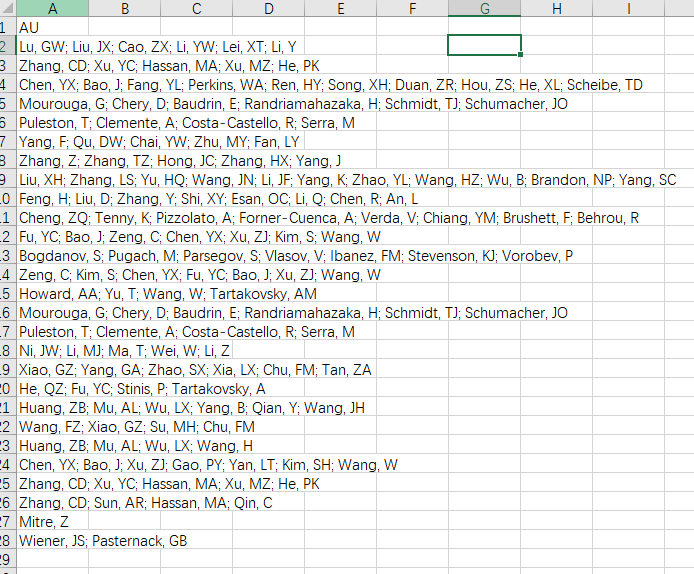 A B C D E F G H I
1 AU
2 Lu, GW; Liu, JX; Cao, ZX; Li, YW; Lei, XT; Li, Y
3 Zhang, CD; Xu, YC; Hassan, MA; Xu, MZ; He, PK
4 Chen, YX; Bao, J; Fang, YL; Perkins, WA; Ren, HY; Song, XH; Duan, ZR; Hou, ZS; He, XL; Scheibe, TD
5 Mourouga, G; Chery, D; Baudrin, E; Randriamahazaka, H; Schmidt, TJ; Schumacher, JO
6 Puleston, T; Clemente, A; Costa-Castello, R; Serra, M
7 Yang, F; Qu, DW; Chai, YW; Zhu, MY; Fan, LY
8 Zhang, Z; Zhang, TZ; Hong, JC; Zhang, HX; Yang, J
9 Liu, XH; Zhang, LS; Yu, HQ; Wang, JN; Li, JF; Yang, K; Zhao, YL; Wang, HZ; Wu, B; Brandon, NP; Yang, SC
.0 Feng, H; Liu, D; Zhang, Y; Shi, XY; Esan, OC; Li, Q; Chen, R; An, L
.1 Cheng, ZQ; Tenny, K; Pizzolato, A; Forner-Cuenca, A; Verda, V; Chiang, YM; Brushett, F; Behrou, R
.2 Fu, YC; Bao, J; Zeng, C; Chen, YX; Xu, ZJ; Kim, S; Wang, W
.3 Bogdanov, S; Pugach, M; Parsegov, S; Vlasov, V; Ibanez, FM; Stevenson, KJ; Vorobev, P
.4 Zeng, C; Kim, S; Chen, YX; Fu, YC; Bao, J; Xu, ZJ; Wang, W
.5 Howard, AA; Yu, T; Wang, W; Tartakovsky, AM
.6 Mourouga, G; Chery, D; Baudrin, E; Randriamahazaka, H; Schmidt, TJ; Schumacher, JO
.7 Puleston, T; Clemente, A; Costa-Castello, R; Serra, M
.8 Ni, JW; Li, MJ; Ma, T; Wei, W; Li, Z
.9 Xiao, GZ; Yang, GA; Zhao, SX; Xia, LX; Chu, FM; Tan, ZA
20 He, QZ; Fu, YC; Stinis, P; Tartakovsky, A
21 Huang, ZB; Mu, AL; Wu, LX; Yang, B; Qian, Y; Wang, JH
22 Wang, FZ; Xiao, GZ; Su, MH; Chu, FM
23 Huang, ZB; Mu, AL; Wu, LX; Wang, H
24 Chen, YX; Bao, J; Xu, ZJ; Gao, PY; Yan, LT; Kim, SH; Wang, W
25 Zhang, CD; Xu, YC; Hassan, MA; Xu, MZ; He, PK
26 Zhang, CD; Sun, AR; Hassan, MA; Qin, C
27 Mitre, Z
28 Wiener, JS; Pasternack, GB
29